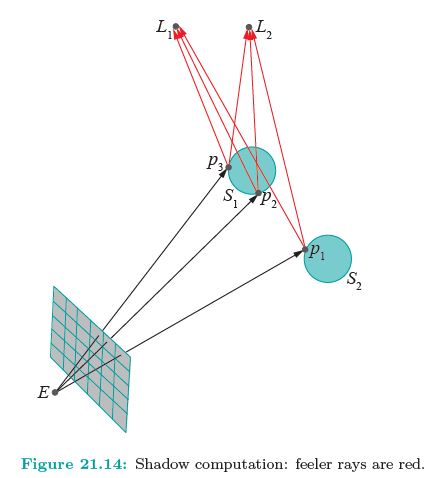 L1 L2
p3
S1 p2
p1
S2
E
Figure 21.14: Shadow computation: feeler rays are red.